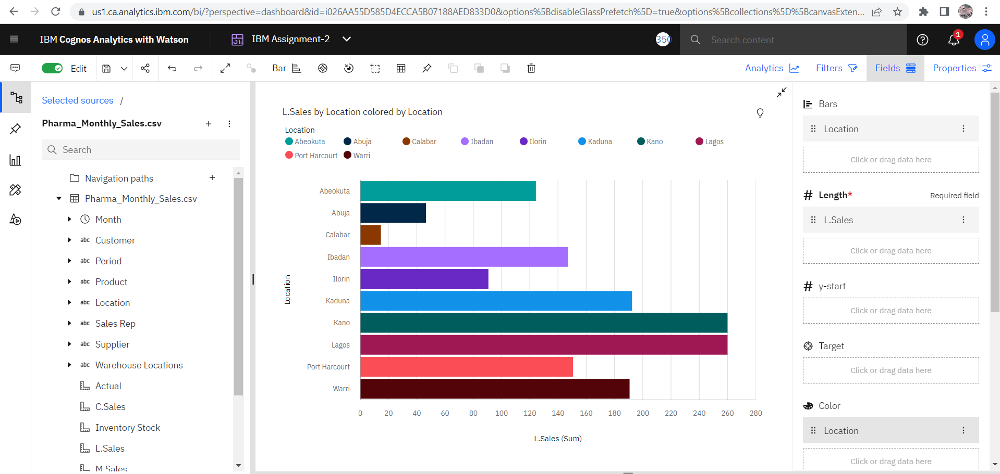 us1.ca.analytics.ibm.com/bi/?perspective=dashboard&id=i026AA55D585D4ECCA5B07188AED833D0&options%5BdisableGlassPrefetch%5D=true&options%5Bcollections%5D%5BcanvasExten...
IBM Cognos Analytics with Watson
IBM Assignment-2
350
Search content
1
Edit
Bar
Analytics
Filters
Fields
Properties
Selected sources /
Pharma_Monthly_Sales.csv
Search
Navigation paths
Pharma_Monthly_Sales.csv
Month
abc Customer
abc Period
abc Product
abc Location
abc Sales Rep
abc Supplier
abc Warehouse Locations
Actual
C.Sales
Inventory Stock
L.Sales
M.Sales
L.Sales by Location colored by Location
Location
Abeokuta Abuja Calabar Ibadan Ilorin Kaduna Kano Lagos
Port Harcourt Warri
Location
Abeokuta
Abuja
Calabar
Ibadan
Ilorin
Kaduna
Kano
Lagos
Port Harcourt
Warri
0 20 40 60 80 100 120 140 160 180 200 220 240 260 280
L.Sales (Sum)
Bars
Location
Click or drag data here
Length* Required field
L.Sales
Click or drag data here
y-start
Click or drag data here
Target
Click or drag data here
Color
Location
Click or drag data here